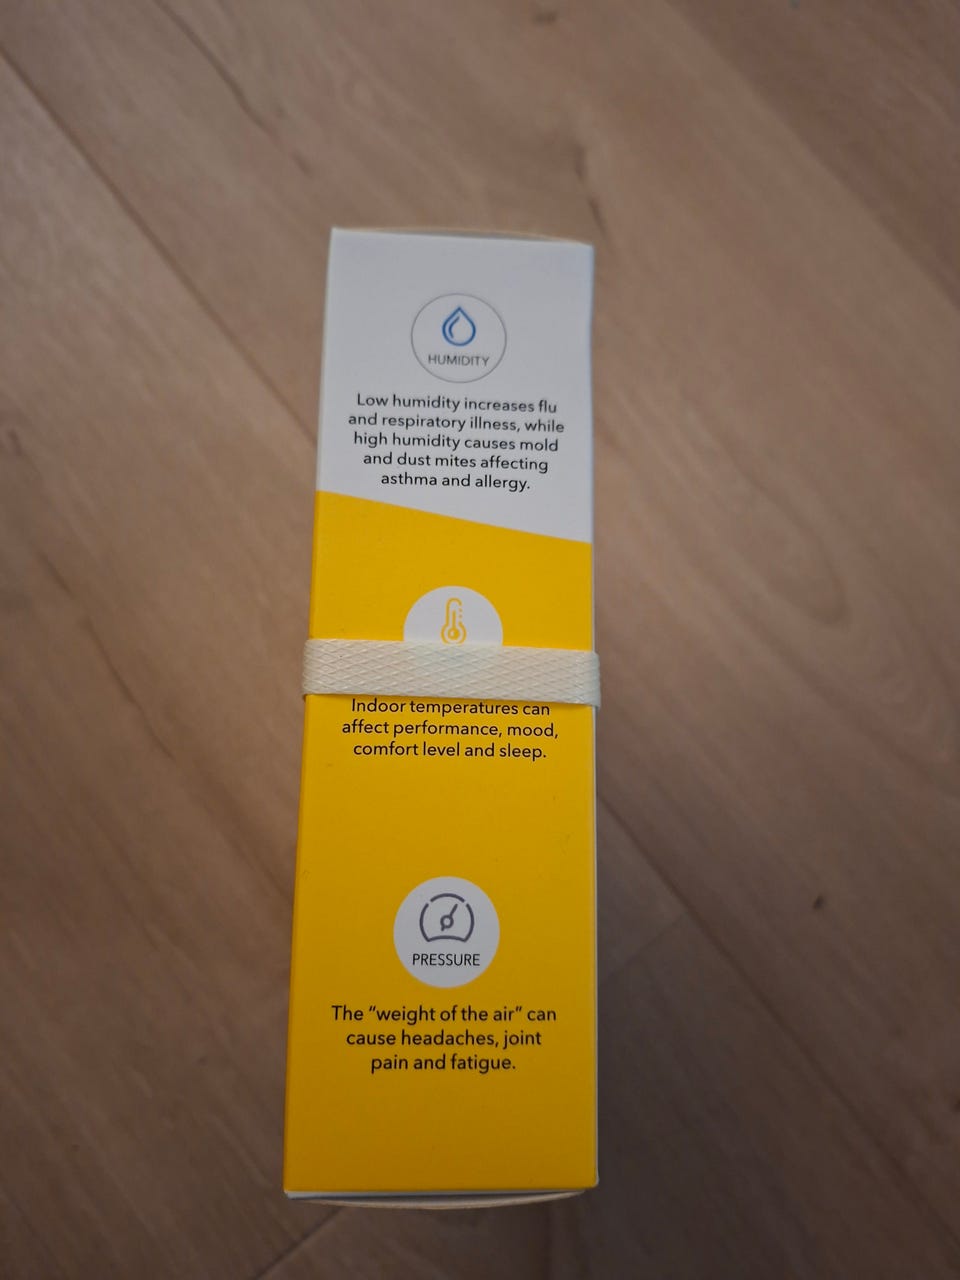 HUMIDITY
Low humidity increases flu
and respiratory illness, while
high humidity causes mold
and dust mites affecting
asthma and allergy.
Indoor temperatures can
affect performance, mood,
comfort level and sleep.
PRESSURE
The “weight of the air” can
cause headaches, joint
pain and fatigue.